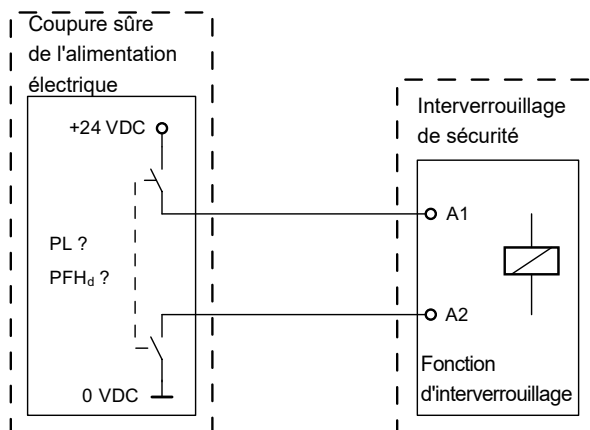 Coupure sûre
de l'alimentation
électrique
+24 VDC
PL ?
PFHd ?
0 VDC
Interverrouillage
de sécurité
A1
A2
Fonction
d'interverrouillage